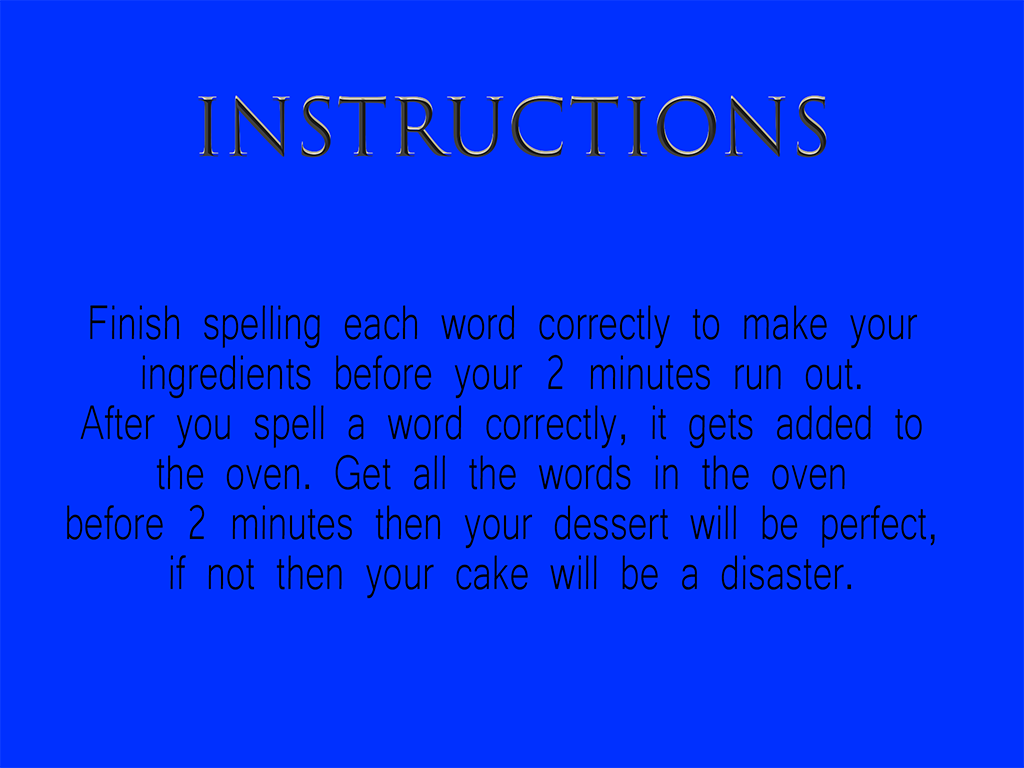 INSTRUCTIONS
Finish spelling each word correctly to make your
ingredients before your 2 minutes run out.
After you spell a word correctly, it gets added to
the oven. Get all the words in the oven
before 2 minutes then your dessert will be perfect,
if not then your cake will be a disaster.